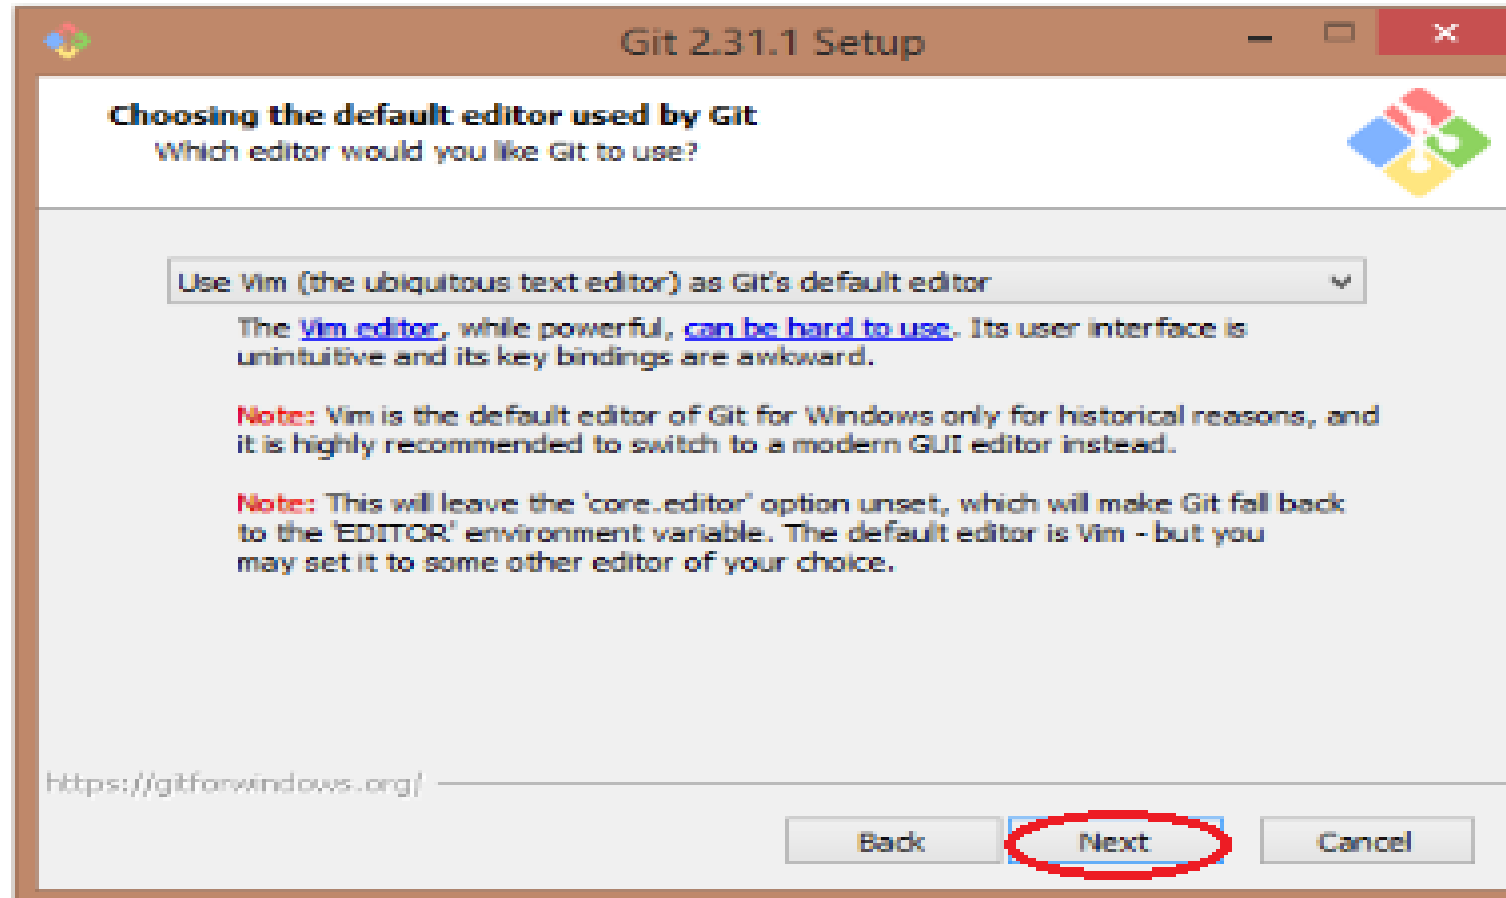 Git 2.31.1 Setup
Choosing the default editor used by Git
Which editor would you like Git to use?
Use Vim (the ubiquitous text editor) as Git's default editor
The Vim editor, while powerful, can be hard to use. Its user interface is
unintuitive and its key bindings are awkward.
Note: Vim is the default editor of Git for Windows only for historical reasons, and
it is highly recommended to switch to a modern GUI editor instead.
Note: This will leave the 'core.editor' option unset, which will make Git fall back
to the 'EDITOR' environment variable. The default editor is Vim - but you
may set it to some other editor of your choice.
https://gitforwindows.org/
Back Next Cancel